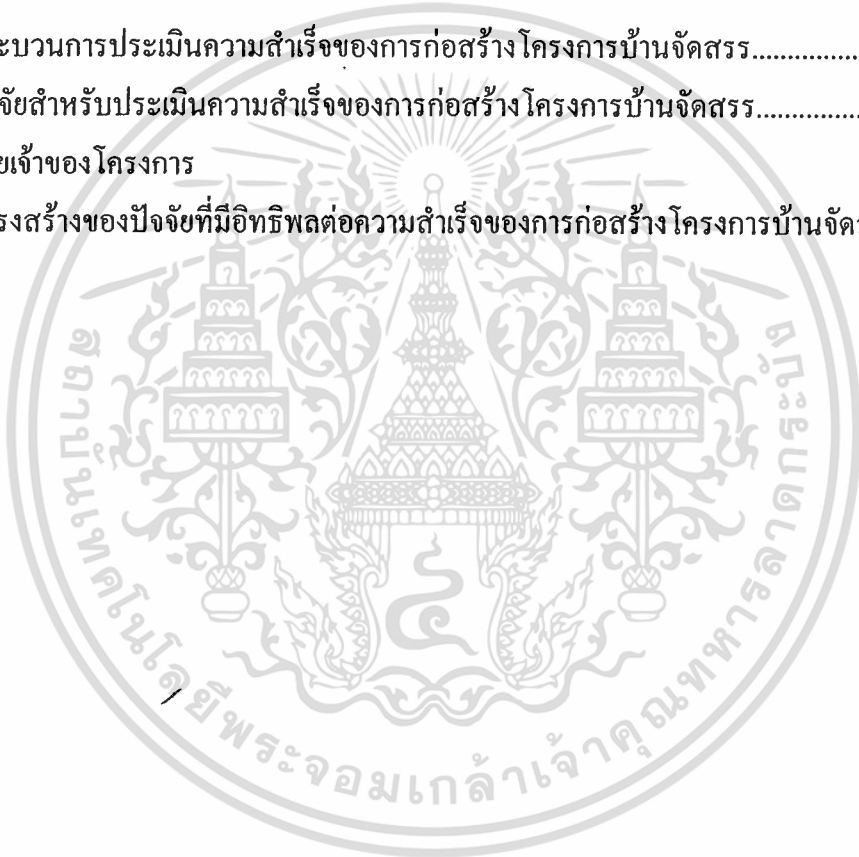 ะบวนการประเมินความสำเร็จของการก่อสร้างโครงการบ้านจัดสรร................
จัยสำหรับประเมินความสำเร็จของการก่อสร้างโครงการบ้านจัดสรร................
ยเจ้าของโครงการ
รงสร้างของปัจจัยที่มีอิทธิพลต่อความสำเร็จของการก่อสร้างโครงการบ้านจัด
สถาบันเทคโนโลยีพระจอมเกล้าเจ้าคุณทหารลาดกระบัง